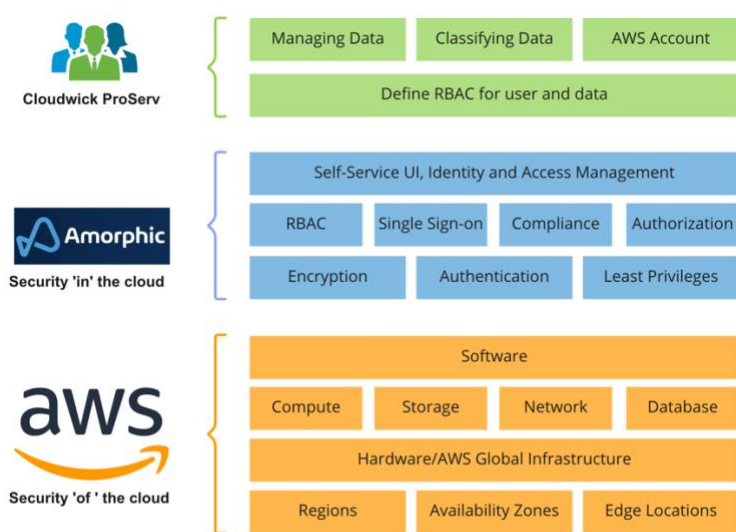 Managing Data
Classifying Data
AWS Account
Cloudwick ProServ
Define RBAC for user and data
Self-Service UI, Identity and Access Management
RBAC
Single Sign-on
Compliance
Authorization
Amorphic
Security 'in' the cloud
Encryption
Authentication
Least Privileges
Software
aws
Compute
Storage
Network
Database
Hardware/AWS Global Infrastructure
Security 'of ' the cloud
Regions
Availability Zones
Edge Locations